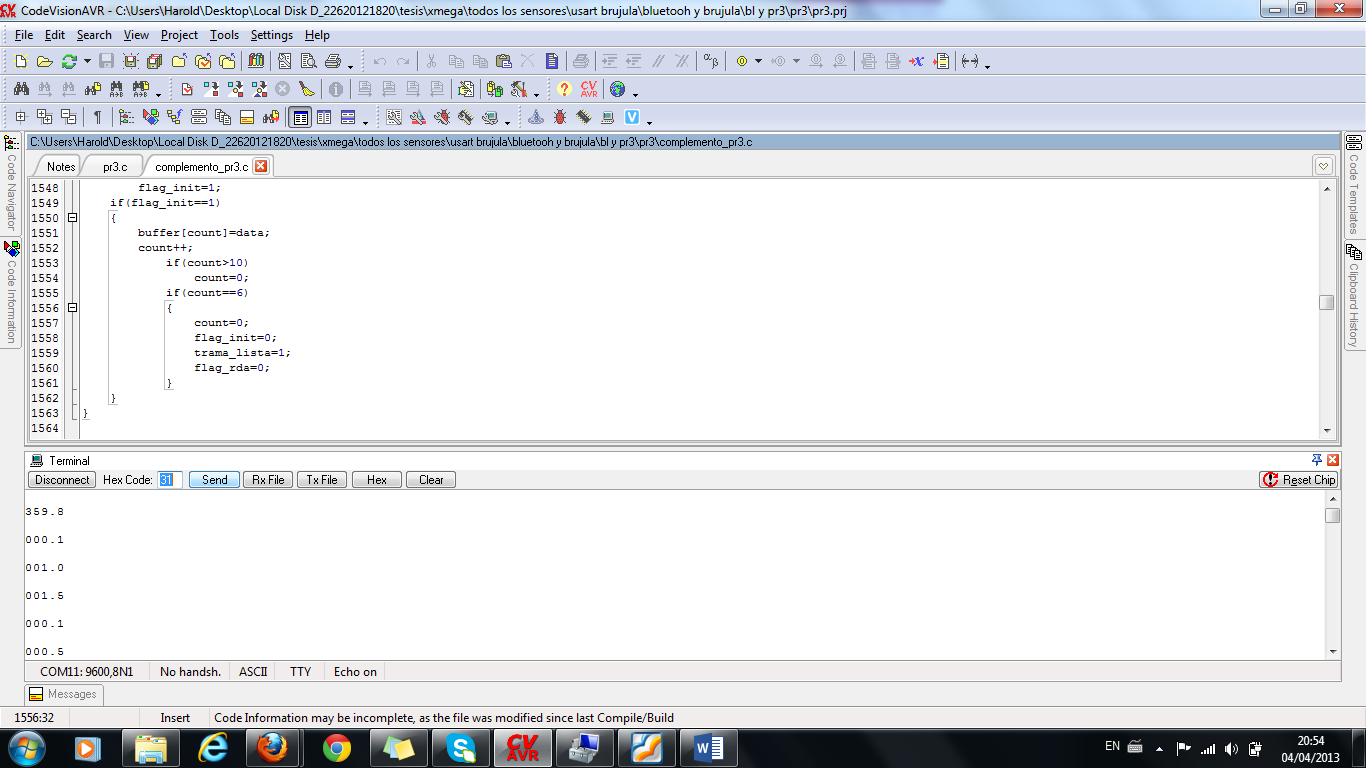 CodeVisionAVR - C:\Users\Harold\Desktop\Local Disk D_22620121820\tesis\xmega\todos los sensores\usart brujula\bluetooh y brujula\bl y pr3\pr3\pr3.prj
File Edit Search View Project Tools Settings Help
C:\Users\Harold\Desktop\Local Disk D_22620121820\tesis\xmega\todos los sensores\usart brujula\bluetooh y brujula\bl y pr3\pr3\complemento_pr3.c
Notes pr3.c complemento_pr3.c
Code Navigator
Code Information
Code Templates
Clipboard History
1548 flag_init=1;
1549 if(flag_init==1)
1550 {
1551 buffer[count]=data;
1552 count++;
1553 if(count>10)
1554 count=0;
1555 if(count==6)
1556 {
1557 count=0;
1558 flag_init=0;
1559 trama_lista=1;
1560 flag_rda=0;
1561 }
1562 }
1563 }
1564
Terminal
Disconnect Hex Code: 31 Send Rx File Tx File Hex Clear Reset Chip
359.8
000.1
001.0
001.5
000.1
000.5
COM11: 9600,8N1 No handsh. ASCII TTY Echo on
Messages
1556:32 Insert Code Information may be incomplete, as the file was modified since last Compile/Build
EN 20:54
04/04/2013